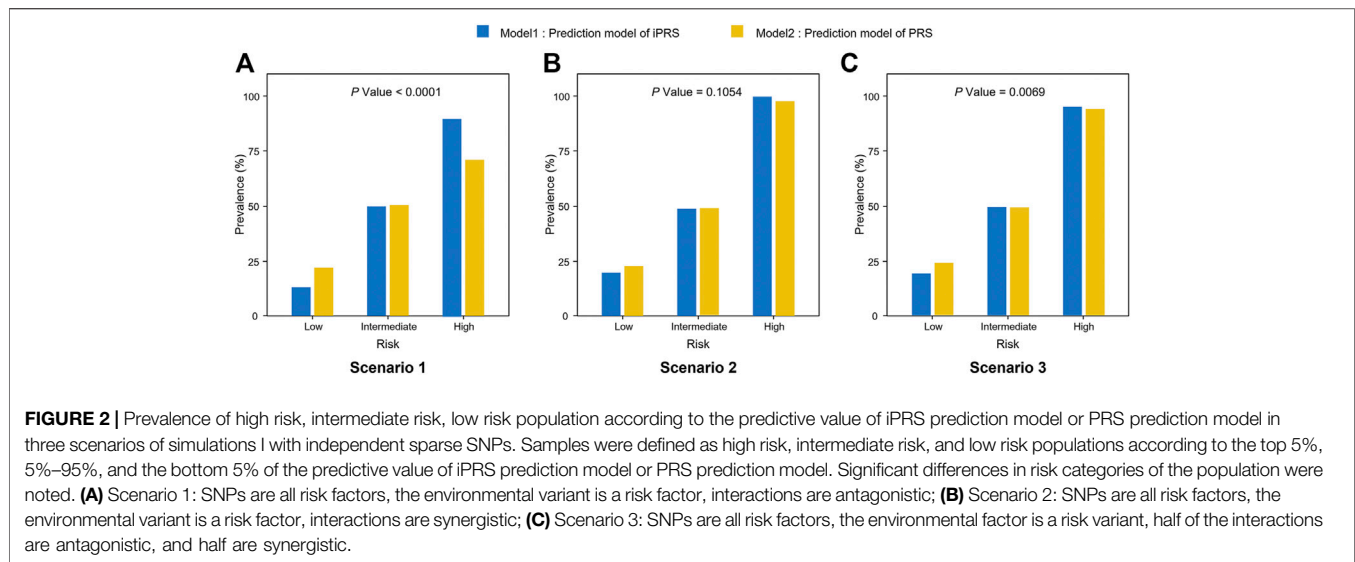 Model1 : Prediction model of iPRS
Model2 : Prediction model of PRS
A
P Value < 0.0001
100
75
50
25
0
Prevalence (%)
Low
Intermediate
High
Risk
Scenario 1
B
P Value = 0.1054
100
75
50
25
0
Prevalence (%)
Low
Intermediate
High
Risk
Scenario 2
C
P Value = 0.0069
100
75
50
25
0
Prevalence (%)
Low
Intermediate
High
Risk
Scenario 3
FIGURE 2 | Prevalence of high risk, intermediate risk, low risk population according to the predictive value of iPRS prediction model or PRS prediction model in
three scenarios of simulations I with independent sparse SNPs. Samples were defined as high risk, intermediate risk, and low risk populations according to the top 5%,
5%–95%, and the bottom 5% of the predictive value of iPRS prediction model or PRS prediction model. Significant differences in risk categories of the population were
noted. (A) Scenario 1: SNPs are all risk factors, the environmental variant is a risk factor, interactions are antagonistic; (B) Scenario 2: SNPs are all risk factors, the
environmental variant is a risk factor, interactions are synergistic; (C) Scenario 3: SNPs are all risk factors, the environmental factor is a risk variant, half of the interactions
are antagonistic, and half are synergistic.